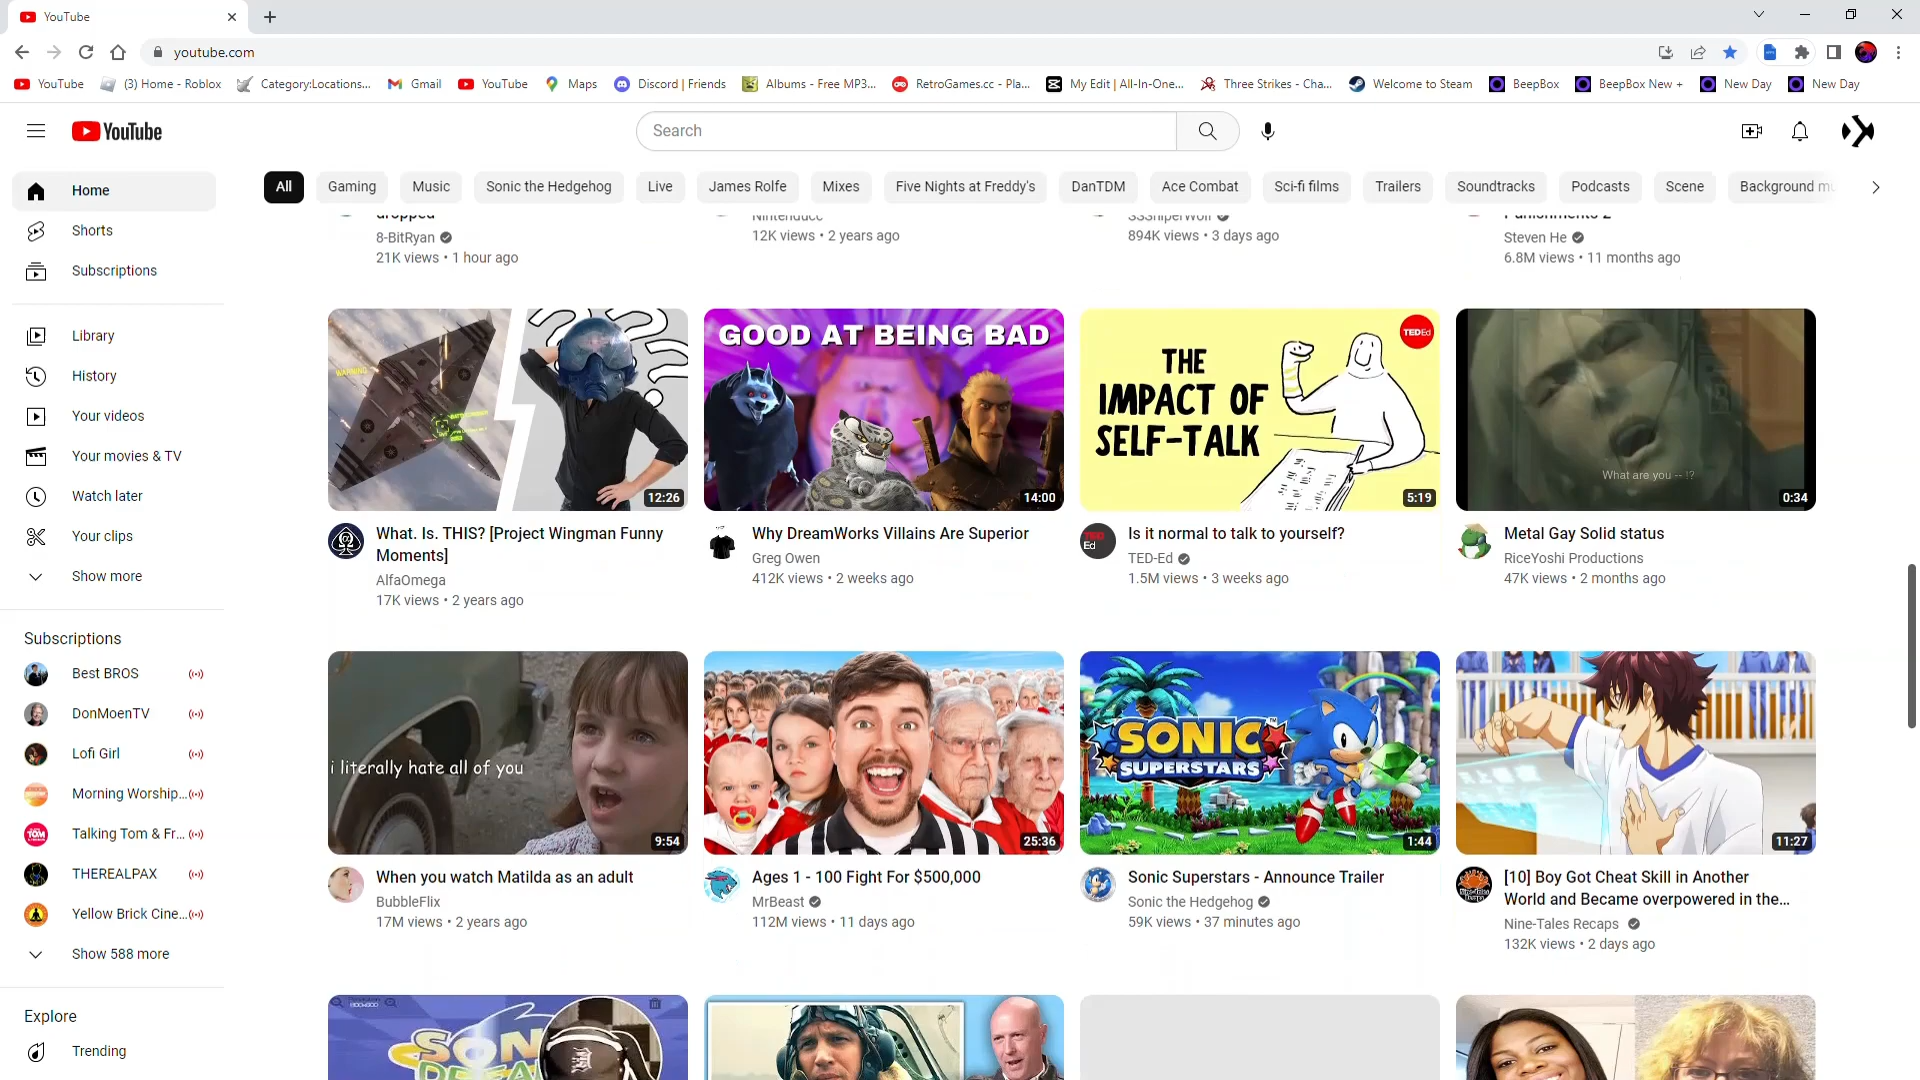 YouTube
youtube.com
YouTube
(3) Home - Roblox
Category:Locations...
Gmail
YouTube
Maps
Discord | Friends
Albums - Free MP3...
RetroGames.cc - Pla...
My Edit | All-In-One...
Three Strikes - Cha...
Welcome to Steam
BeepBox
BeepBox New +
New Day
New Day
YouTube
Search
Home
Shorts
Subscriptions
Library
History
Your videos
Your movies & TV
Watch later
Your clips
Show more
Subscriptions
Best BROS
DonMoenTV
Lofi Girl
Morning Worship...
Talking Tom & Fr...
THEREALPAX
Yellow Brick Cine...
Show 588 more
Explore
Trending
All
Gaming
Music
Sonic the Hedgehog
Live
James Rolfe
Mixes
Five Nights at Freddy's
DanTDM
Ace Combat
Sci-fi films
Trailers
Soundtracks
Podcasts
Scene
Background mu
dropped
8-BitRyan
21K views • 1 hour ago
Nintenducc
12K views • 2 years ago
SSSniperWolf
894K views • 3 days ago
Punishments 2
Steven He
6.8M views • 11 months ago
WARNING
12:26
What. Is. THIS? [Project Wingman Funny
Moments]
AlfaOmega
17K views • 2 years ago
GOOD AT BEING BAD
14:00
Why DreamWorks Villains Are Superior
Greg Owen
412K views • 2 weeks ago
TEDEd
THE
IMPACT OF
SELF-TALK
5:19
TED
Ed
Is it normal to talk to yourself?
TED-Ed
1.5M views • 3 weeks ago
What are you -- !?
0:34
Metal Gay Solid status
RiceYoshi Productions
47K views • 2 months ago
i literally hate all of you
9:54
When you watch Matilda as an adult
BubbleFlix
17M views • 2 years ago
25:36
Ages 1 - 100 Fight For $500,000
MrBeast
112M views • 11 days ago
SONIC
SUPERSTARS
TM
1:44
Sonic Superstars - Announce Trailer
Sonic the Hedgehog
59K views • 37 minutes ago
11:27
[10] Boy Got Cheat Skill in Another
World and Became overpowered in the...
Nine-Tales Recaps
132K views • 2 days ago